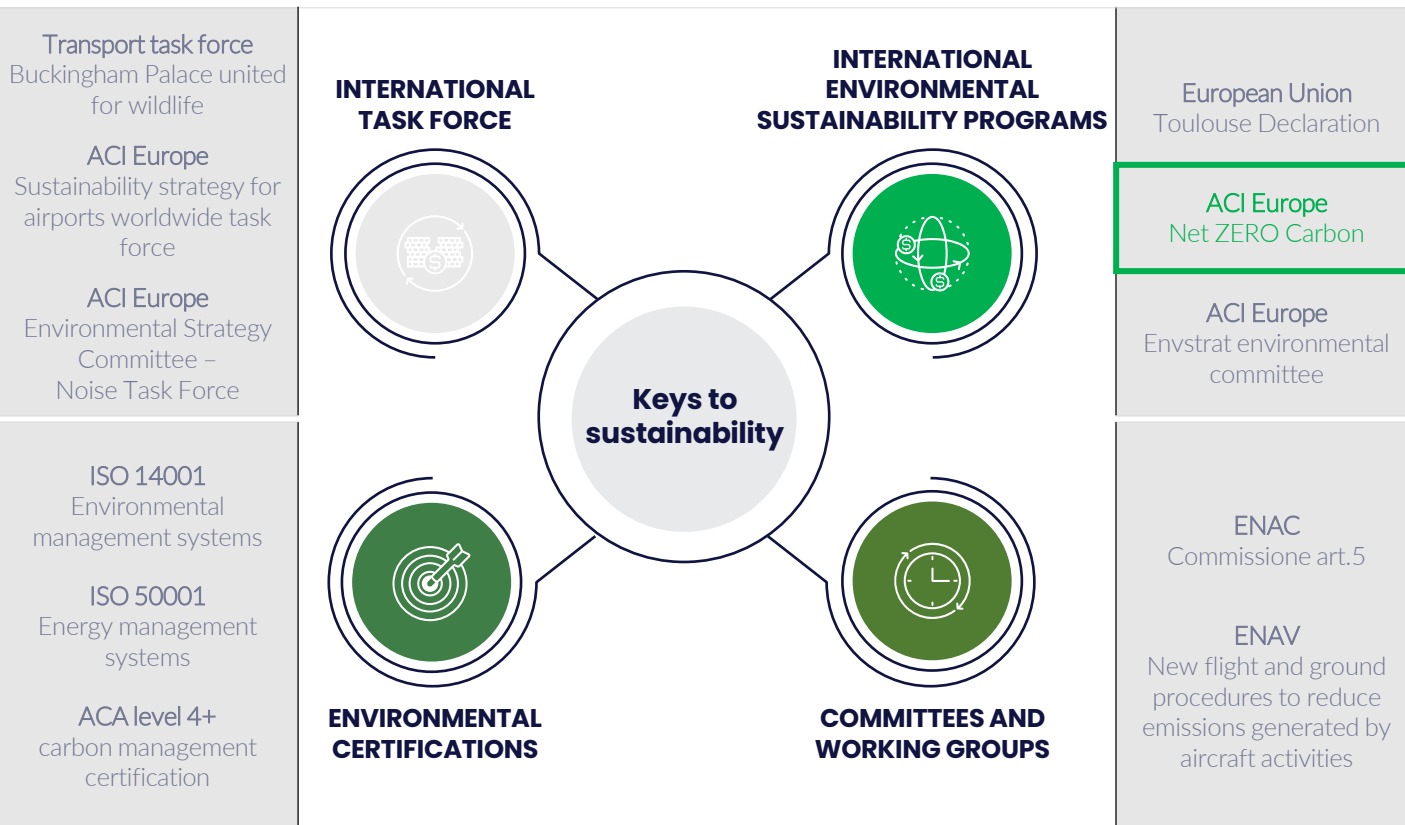 Transport task force
Buckingham Palace united
for wildlife
ACI Europe
Sustainability strategy for
airports worldwide task
force
ACI Europe
Environmental Strategy
Committee –
Noise Task Force
INTERNATIONAL
TASK FORCE
INTERNATIONAL
ENVIRONMENTAL
SUSTAINABILITY PROGRAMS
European Union
Toulouse Declaration
ACI Europe
Net ZERO Carbon
ACI Europe
Envstrat environmental
committee
$
$
$
Keys to
sustainability
ISO 14001
Environmental
management systems
ISO 50001
Energy management
systems
ACA level 4+
carbon management
certification
ENVIRONMENTAL
CERTIFICATIONS
COMMITTEES AND
WORKING GROUPS
ENAC
Commissione art.5
ENAV
New flight and ground
procedures to reduce
emissions generated by
aircraft activities